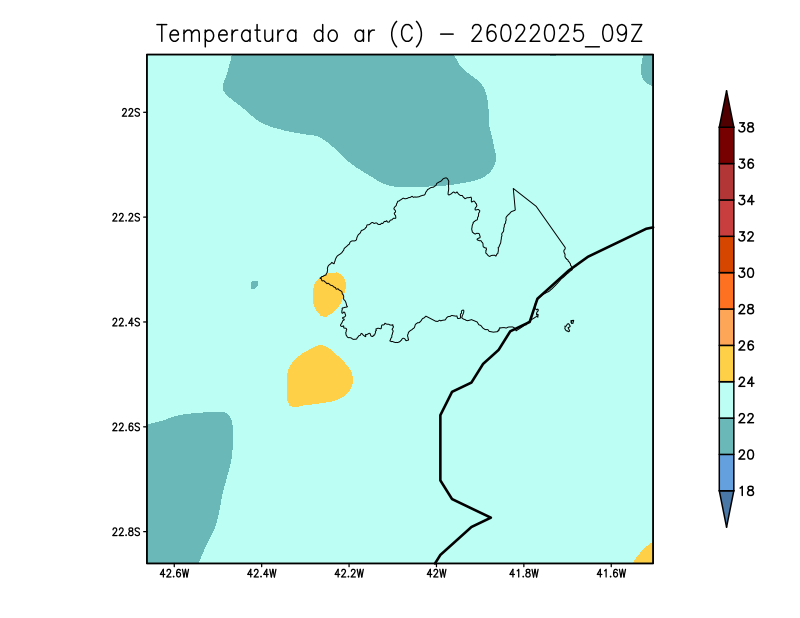 Temperatura do ar (C) - 26022025_09Z
22S
22.2S
22.4S
22.6S
22.8S
42.6W
42.4W
42.2W
42W
41.8W
41.6W
38
36
34
32
30
28
26
24
22
20
18